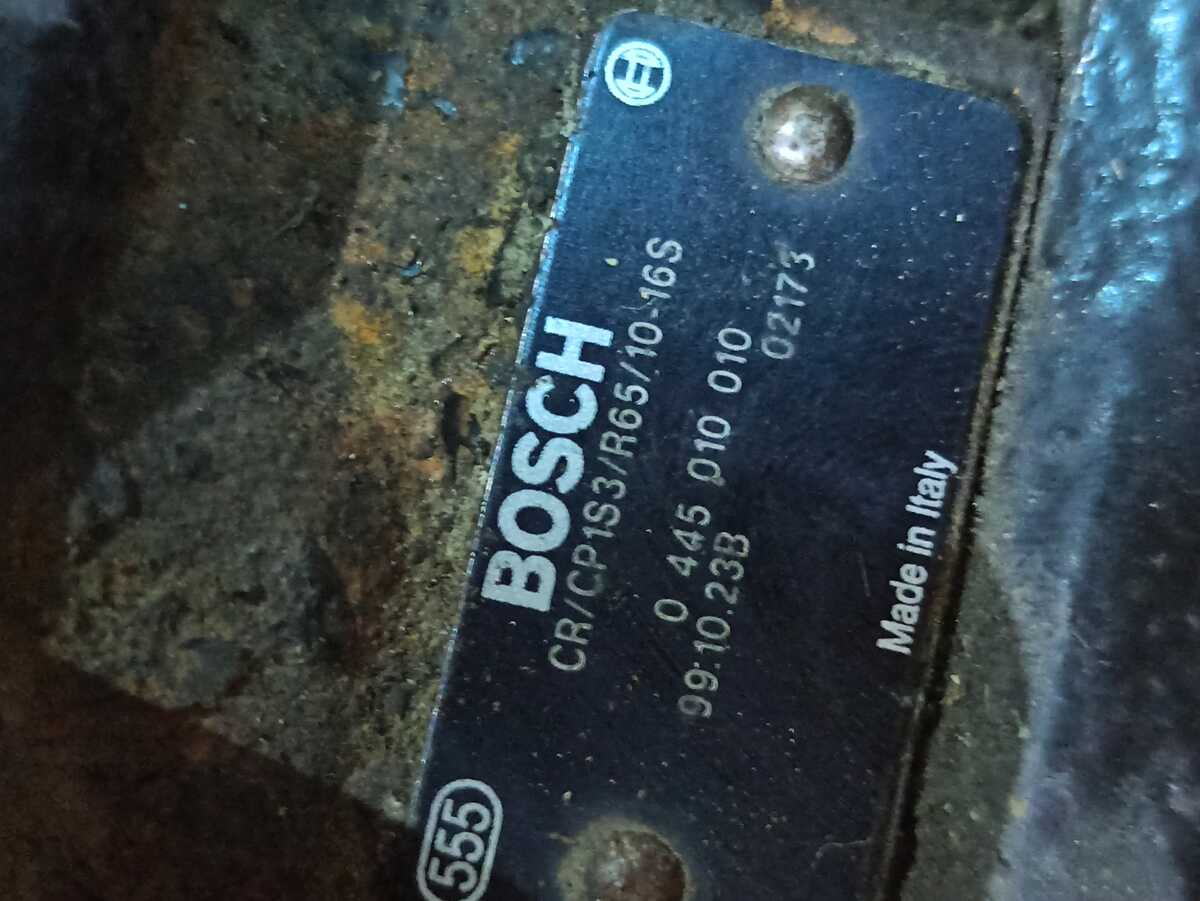 BOSCH
CR/CP1S3/R65/10-16S
0 445 010 010
99:10.23B 02173
Made in Italy
555